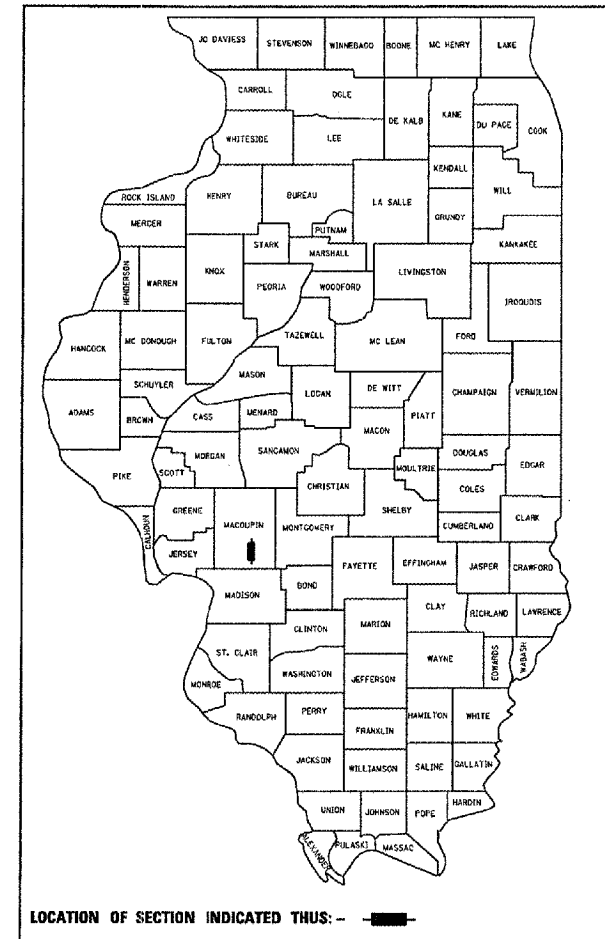 JO DAVIESS STEVENSON WINNEBAGO BOONE MC HENRY LAKE
CARROLL OGLE DE KALB KANE DU PAGE COOK
WHITESIDE LEE KENDALL WILL
ROCK ISLAND HENRY BUREAU LA SALLE GRUNDY
MERCER PUTNAM KANKAKEE
STARK MARSHALL LIVINGSTON
HENDERSON WARREN KNOX PEORIA WOODFORD IROQUOIS
HANCOCK MC DONOUGH FULTON TAZEWELL MC LEAN FORD
MASON
SCHUYLER LOGAN DE WITT CHAMPAIGN VERMILION
ADAMS BROWN CASS MENARD MACON PIATT
MORGAN SANGAMON DOUGLAS
PIKE SCOTT CHRISTIAN MOULTRIE EDGAR
COLES
GREENE MACOUPIN MONTGOMERY SHELBY CLARK
CALHOUN JERSEY CUMBERLAND
FAYETTE EFFINGHAM JASPER CRAWFORD
MADISON BOND
CLAY RICHLAND LAWRENCE
CLINTON MARION
ST. CLAIR WAYNE EDWARDS WABASH
MONROE WASHINGTON JEFFERSON
RANDOLPH PERRY HAMILTON WHITE
FRANKLIN
JACKSON WILLIAMSON SALINE GALLATIN
UNION JOHNSON POPE HARDIN
ALEXANDER PULASKI MASSAC
LOCATION OF SECTION INDICATED THUS: -